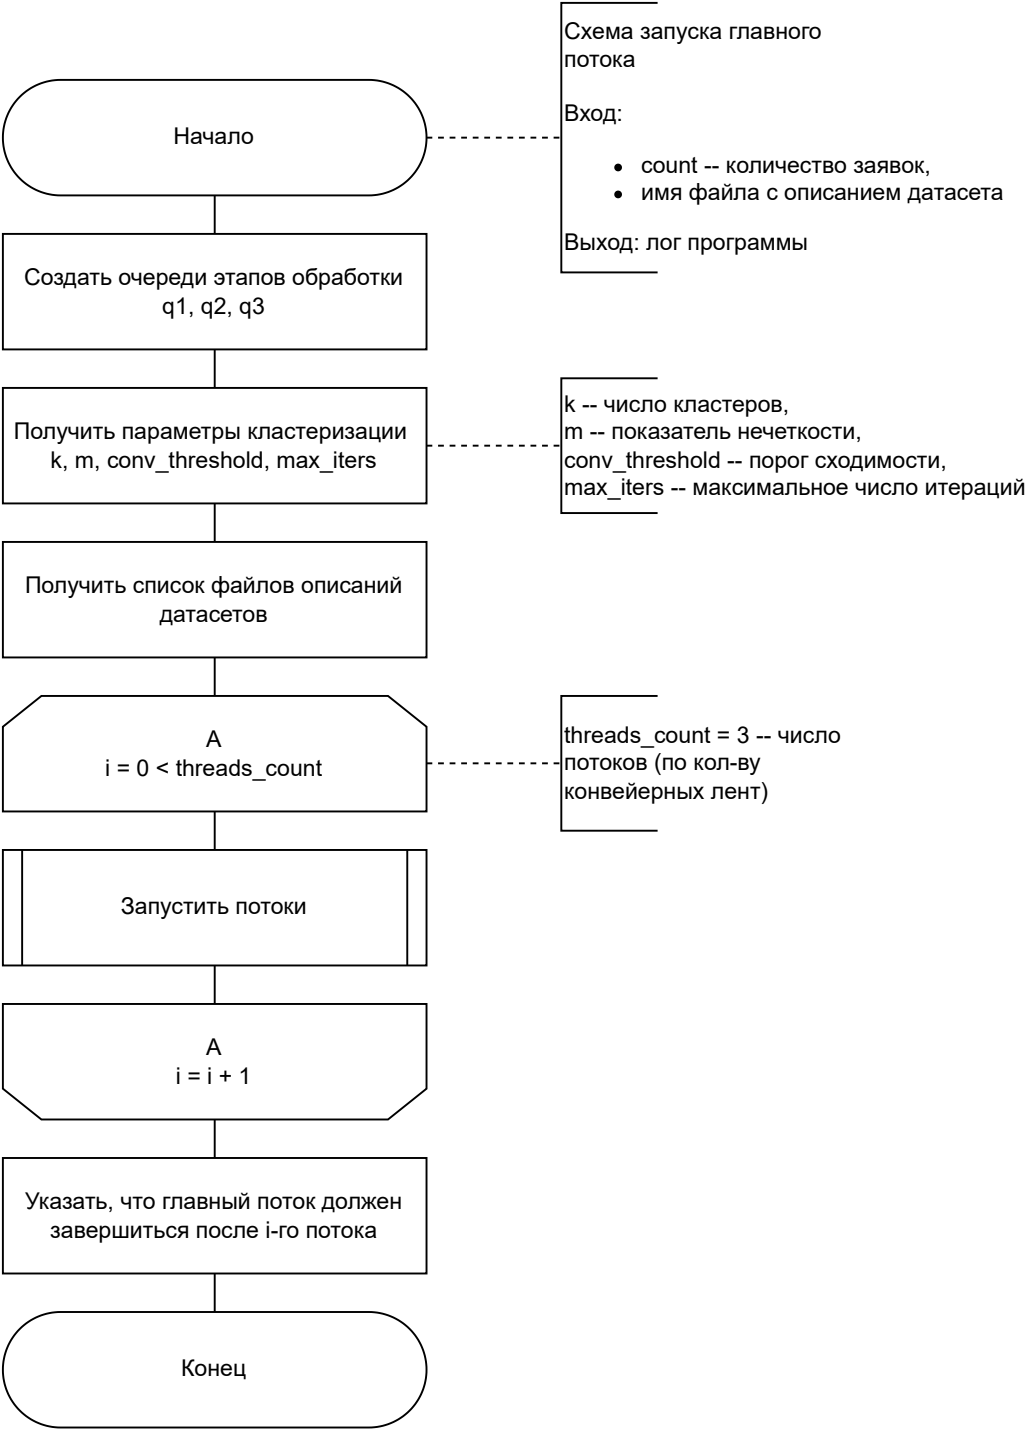 Схема запуска главного
потока
Вход:
count -- количество заявок,
имя файла с описанием датасета
Выход: лог программы
Начало
Создать очереди этапов обработки
q1, q2, q3
Получить параметры кластеризации
k, m, conv_threshold, max_iters
k -- число кластеров,
m -- показатель нечеткости,
conv_threshold -- порог сходимости,
max_iters -- максимальное число итераций
Получить список файлов описаний
датасетов
A
i = 0 < threads_count
threads_count = 3 -- число
потоков (по кол-ву
конвейерных лент)
Запустить потоки
A
i = i + 1
Указать, что главный поток должен
завершиться после i-го потока
Конец